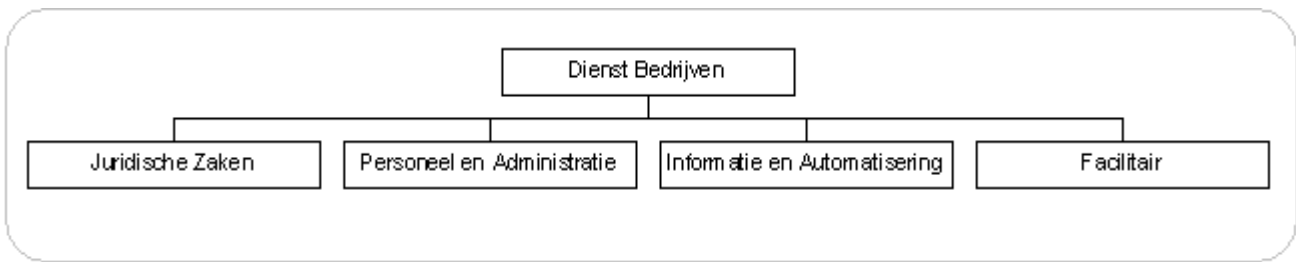 Dienst Bedrijven
Juridische Zaken
Personeel en Administratie
Informatie en Automatisering
Facilitair